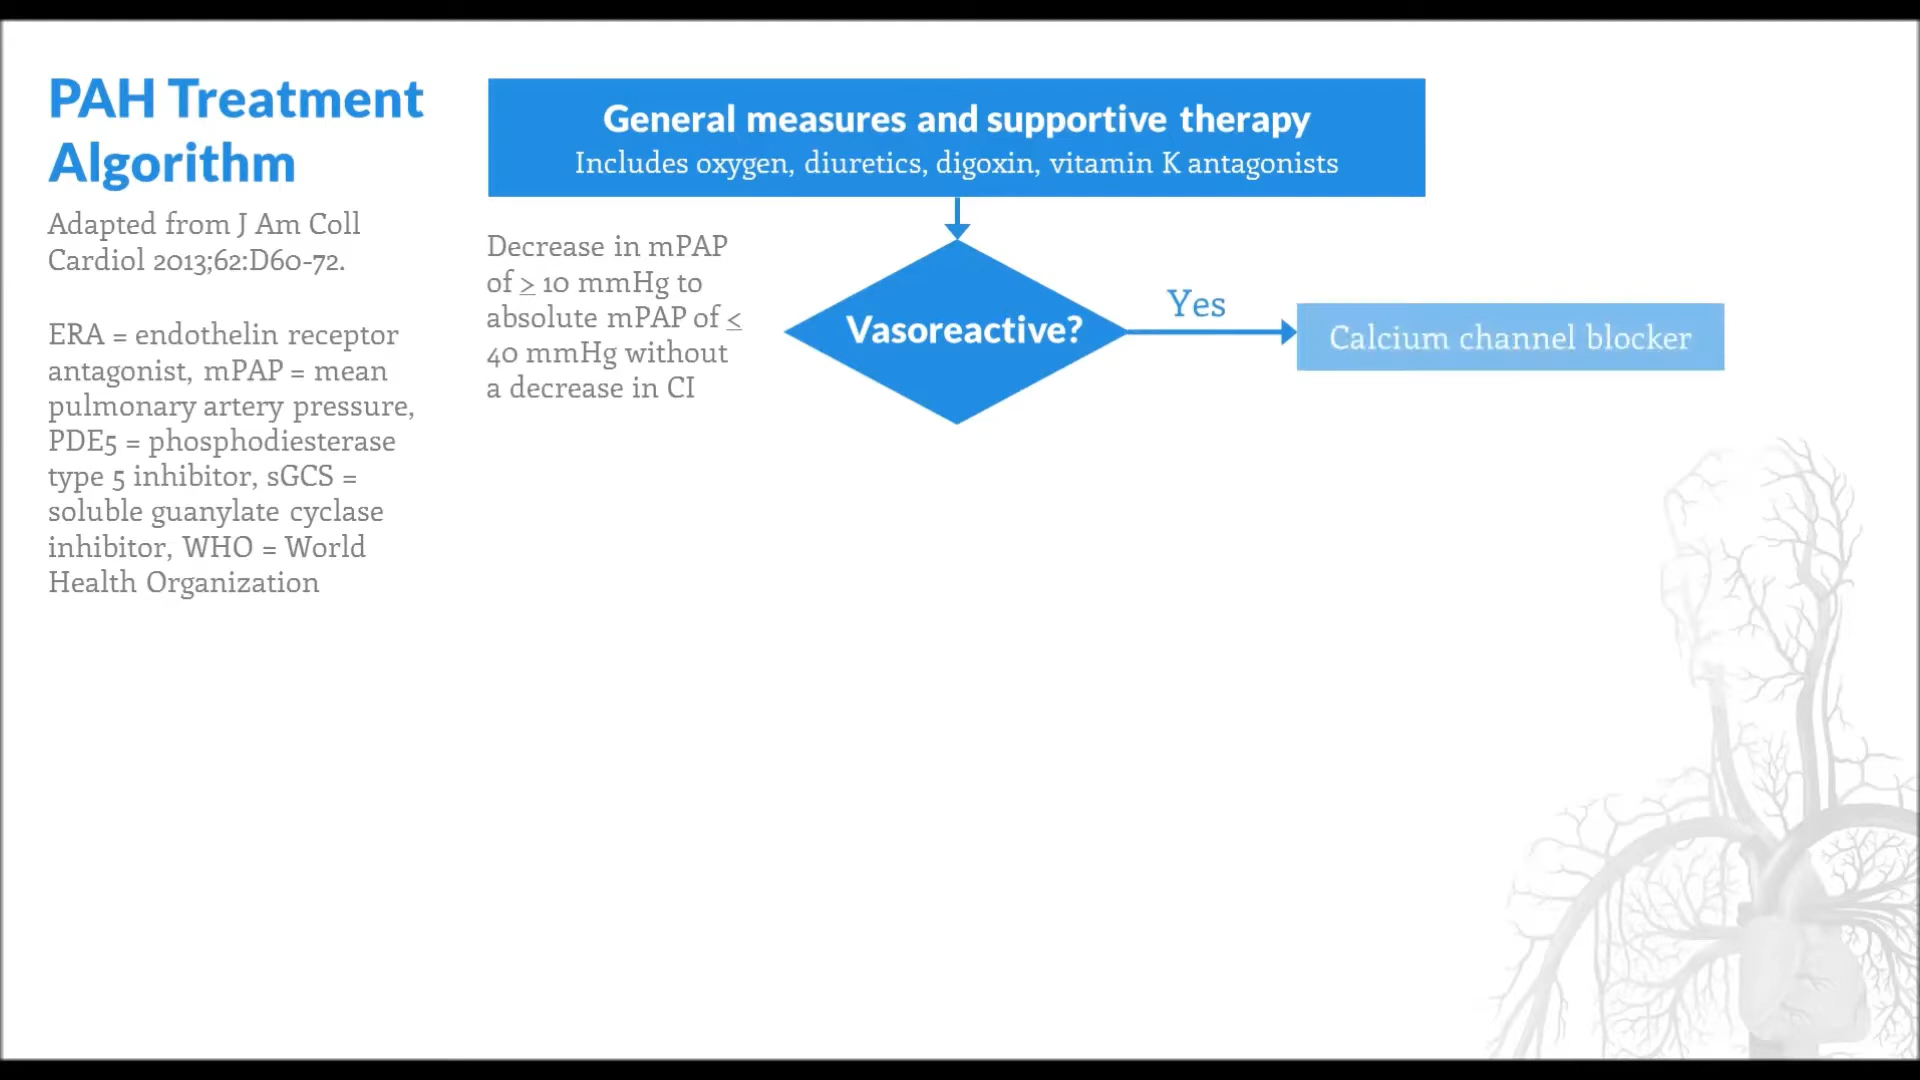 PAH Treatment
Algorithm
Adapted from J Am Coll
Cardiol 2013;62:D60-72.
ERA = endothelin receptor
antagonist, mPAP = mean
pulmonary artery pressure,
PDE5 = phosphodiesterase
type 5 inhibitor, sGCS =
soluble guanylate cyclase
inhibitor, WHO = World
Health Organization
General measures and supportive therapy
Includes oxygen, diuretics, digoxin, vitamin K antagonists
Decrease in mPAP
of ≥ 10 mmHg to
absolute mPAP of ≤
40 mmHg without
a decrease in CI
Vasoreactive?
Yes
Calcium channel blocker